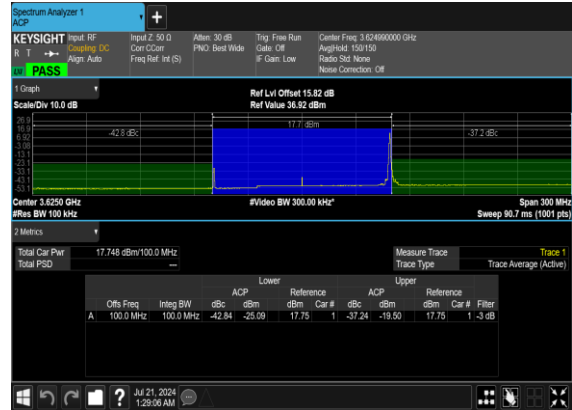 Spectrum Analyzer 1
ACP
KEYSIGHT Input: RF Input Z: 50 Ω Atten: 30 dB Trig: Free Run Center Freq: 3.624990000 GHz
R T Coupling: DC Corr CCorr PNO: Best Wide Gate: Off Avg|Hold: 150/150
Align: Auto Freq Ref: Int (S) IF Gain: Low Radio Std: None
PASS Noise Correction: Off
1 Graph Ref Lvl Offset 15.82 dB
Scale/Div 10.0 dB Ref Value 36.92 dBm
26.9 17.7 dBm
16.9 -42.8 dBc -37.2 dBc
6.92
-3.08
-13.1
-23.1
-33.1
-43.1
-53.1
Center 3.6250 GHz #Video BW 300.00 kHz* Span 300 MHz
#Res BW 100 kHz Sweep 90.7 ms (1001 pts)
2 Metrics
Total Car Pwr 17.748 dBm/100.0 MHz Measure Trace Trace 1
Total PSD --- Trace Type Trace Average (Active)
Lower Upper
ACP Reference ACP Reference
Offs Freq Integ BW dBc dBm dBm Car # dBc dBm dBm Car # Filter
A 100.0 MHz 100.0 MHz -42.84 -25.09 17.75 1 -37.24 -19.50 17.75 1 -3 dB
Jul 21, 2024
1:29:06 AM